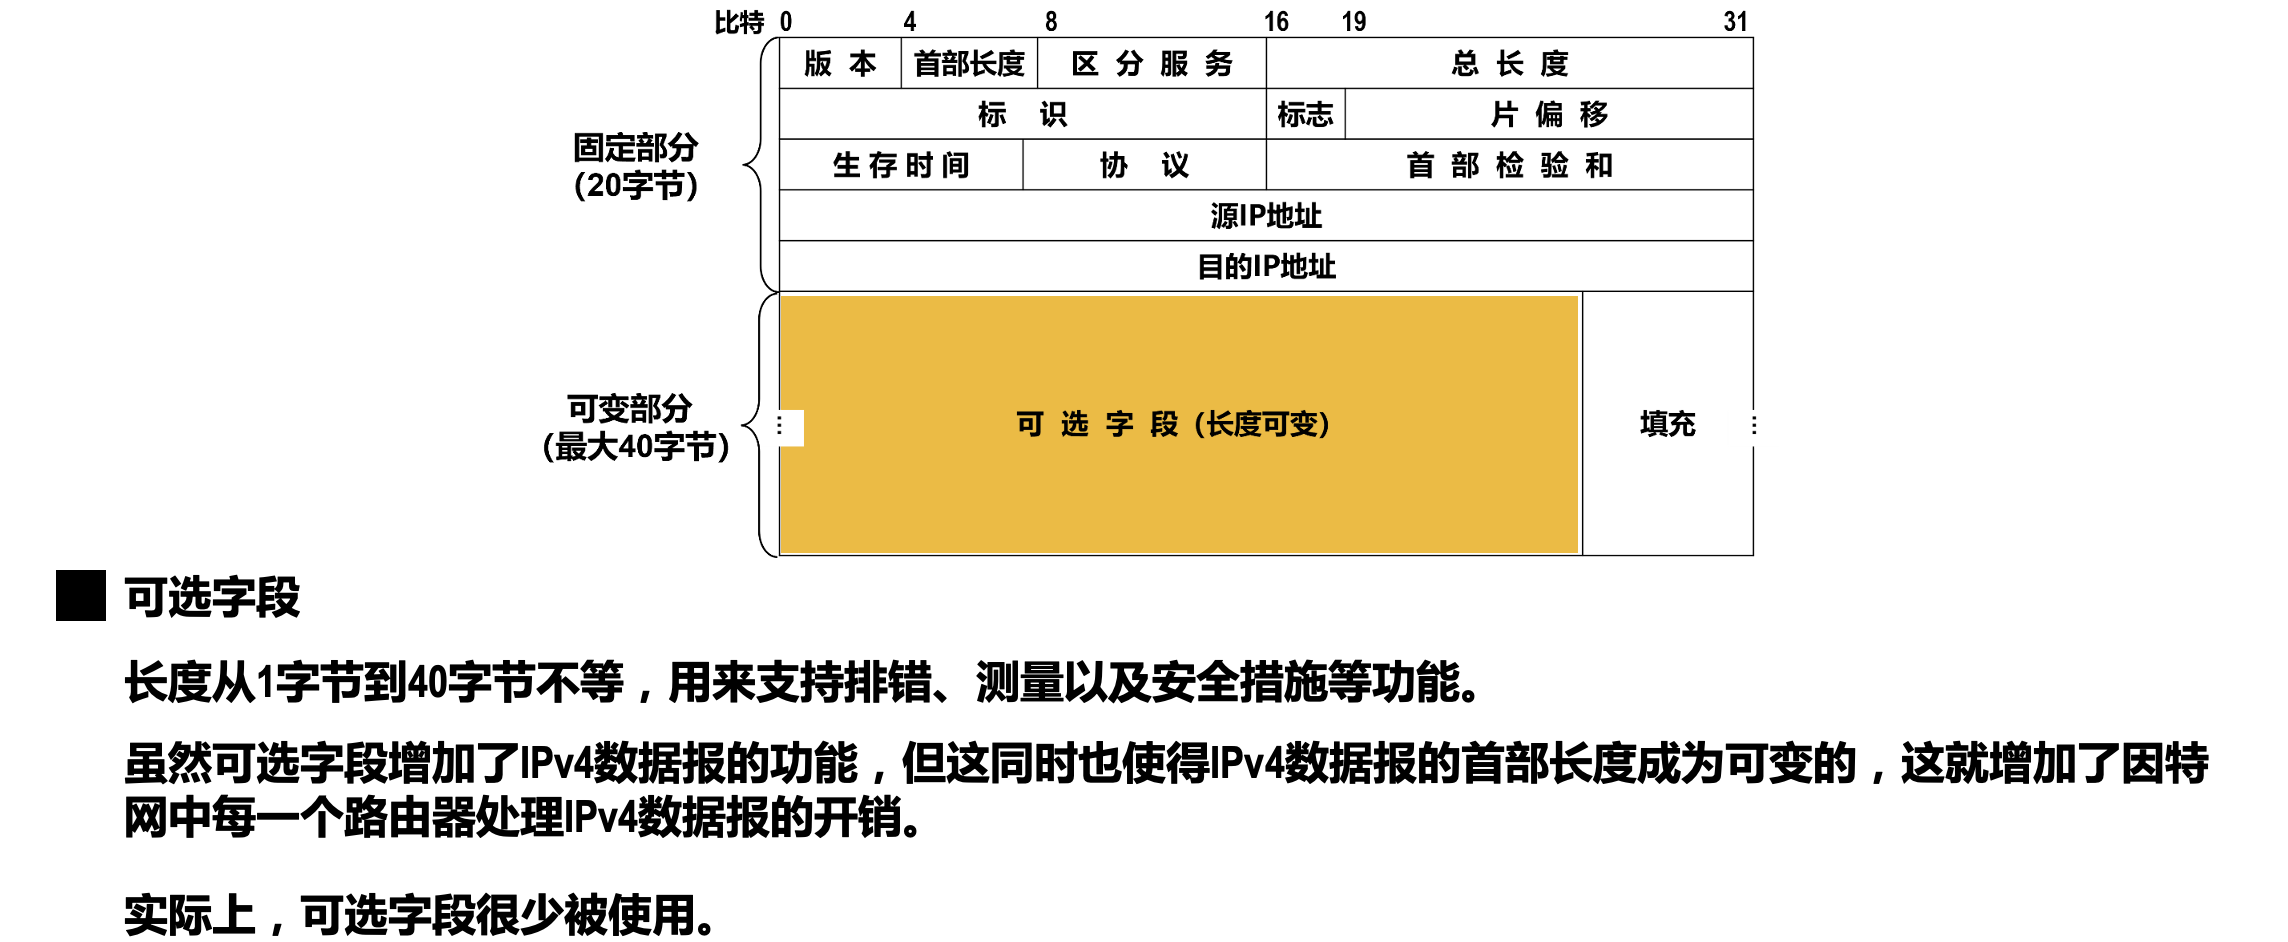 比特 0 4 8 16 19 31
版 本 首部长度 区 分 服 务 总 长 度
标 识 标志 片 偏 移
固定部分
(20字节)
生 存 时 间 协 议 首 部 检 验 和
源IP地址
目的IP地址
可变部分
(最大40字节)
可 选 字 段 (长度可变) 填充
可选字段
长度从1字节到40字节不等，用来支持排错、测量以及安全措施等功能。
虽然可选字段增加了IPv4数据报的功能，但这同时也使得IPv4数据报的首部长度成为可变的，这就增加了因特
网中每一个路由器处理IPv4数据报的开销。
实际上，可选字段很少被使用。